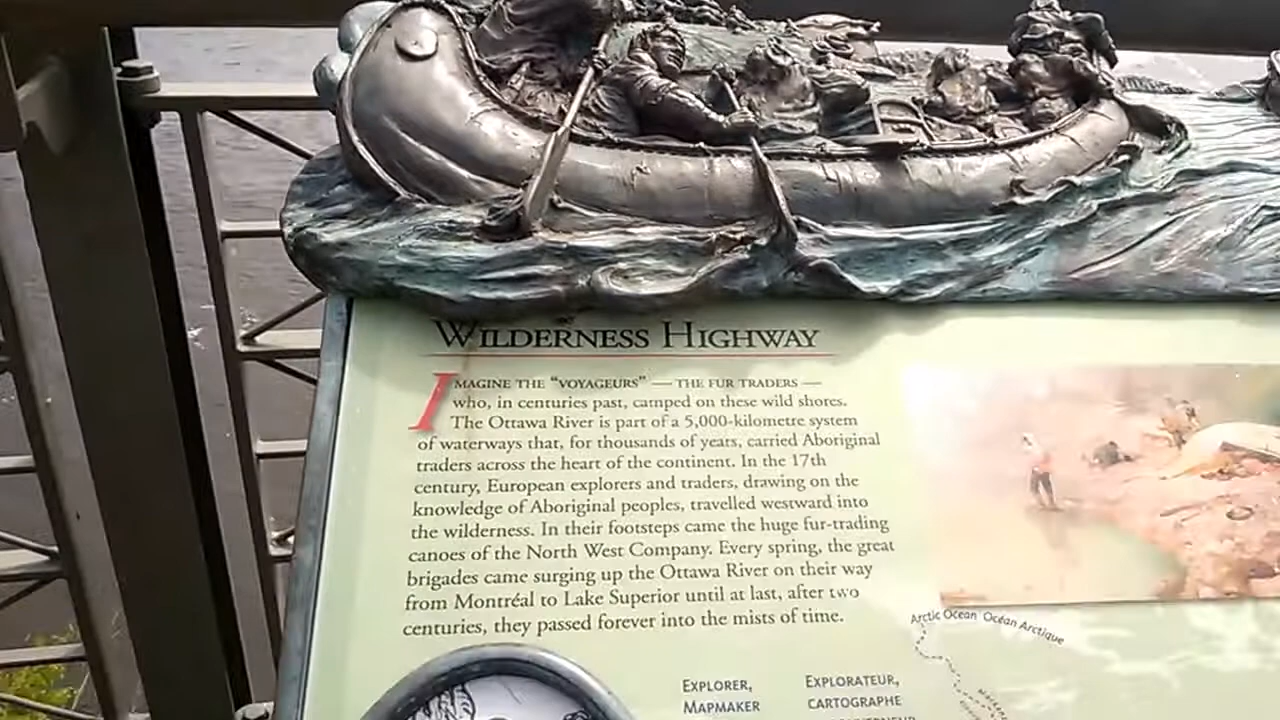 WILDERNESS HIGHWAY
IMAGINE THE "VOYAGEURS" — THE FUR TRADERS —
who, in centuries past, camped on these wild shores.
The Ottawa River is part of a 5,000-kilometre system
of waterways that, for thousands of years, carried Aboriginal
traders across the heart of the continent. In the 17th
century, European explorers and traders, drawing on the
knowledge of Aboriginal peoples, travelled westward into
the wilderness. In their footsteps came the huge fur-trading
canoes of the North West Company. Every spring, the great
brigades came surging up the Ottawa River on their way
from Montréal to Lake Superior until at last, after two
centuries, they passed forever into the mists of time.
Arctic Ocean Océan Arctique
EXPLORER,
MAPMAKER
EXPLORATEUR,
CARTOGRAPHE